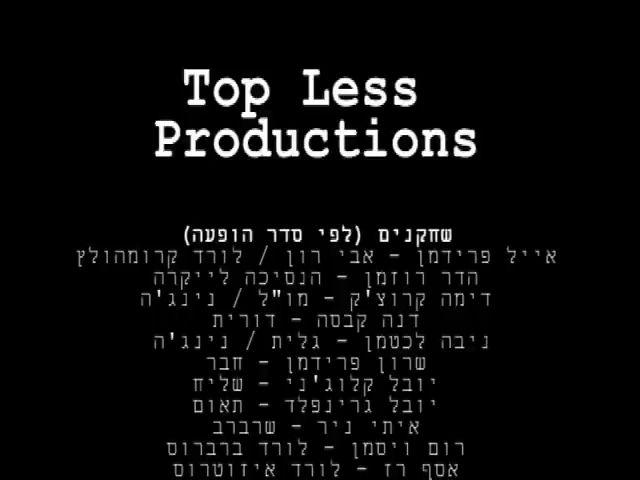 Top Less
Productions
שחקנים (לפי סדר הופעה)
אייל פרידמן - אבי רון / לורד קרומהולץ
הדר רוזמן - הנסיכה לייקרה
דימה קרוצ'ק - מו"ל / נינג'ה
דנה קבסה - דורית
ניבה לכטמן - גלית / נינג'ה
שרון פרידמן - חבר
יובל קלוג'ני - שליח
יובל גרינפלד - תאום
איתי ניר - שרברב
רום ויסמן - לורד ברברוס
אסף רז - לורד איזוטרוס